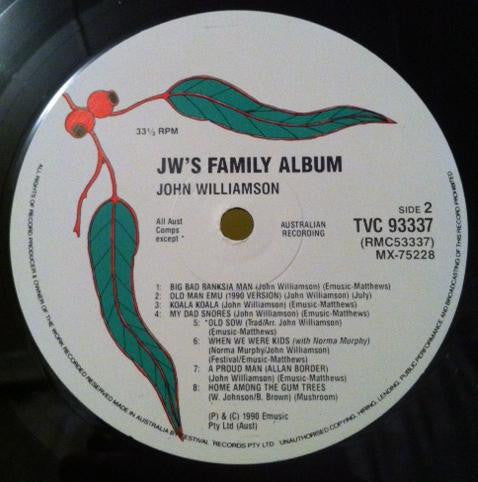 33⅓ RPM
JW'S FAMILY ALBUM
JOHN WILLIAMSON
All Aust
Comps
except *
AUSTRALIAN
RECORDING
SIDE 2
TVC 93337
(RMC53337)
MX-75228
1: BIG BAD BANKSIA MAN (John Williamson) (Emusic-Matthews)
2: OLD MAN EMU (1990 VERSION) (John Williamson) (July)
3: KOALA KOALA (John Williamson) (Emusic-Matthews)
4: MY DAD SNORES (John Williamson) (Emusic-Matthews)
5: *OLD SOW (Trad/Arr. John Williamson)
(Emusic-Matthews)
6: WHEN WE WERE KIDS (with Norma Murphy)
(Norma Murphy/John Williamson)
(Festival/Emusic-Matthews)
7: A PROUD MAN (ALLAN BORDER)
(John Williamson) (Emusic-Matthews)
8: HOME AMONG THE GUM TREES
(W. Johnson/B. Brown) (Mushroom)
(P) & (C) 1990 Emusic
Pty Ltd (Aust)
ALL RIGHTS OF RECORD PRODUCER & OWNER OF THE WORK RECORDED RESERVED MADE IN AUSTRALIA BY FESTIVAL RECORDS PTY LTD. UNAUTHORISED COPYING, HIRING, LENDING, PUBLIC PERFORMANCE AND BROADCASTING OF THIS RECORD PROHIBITED.